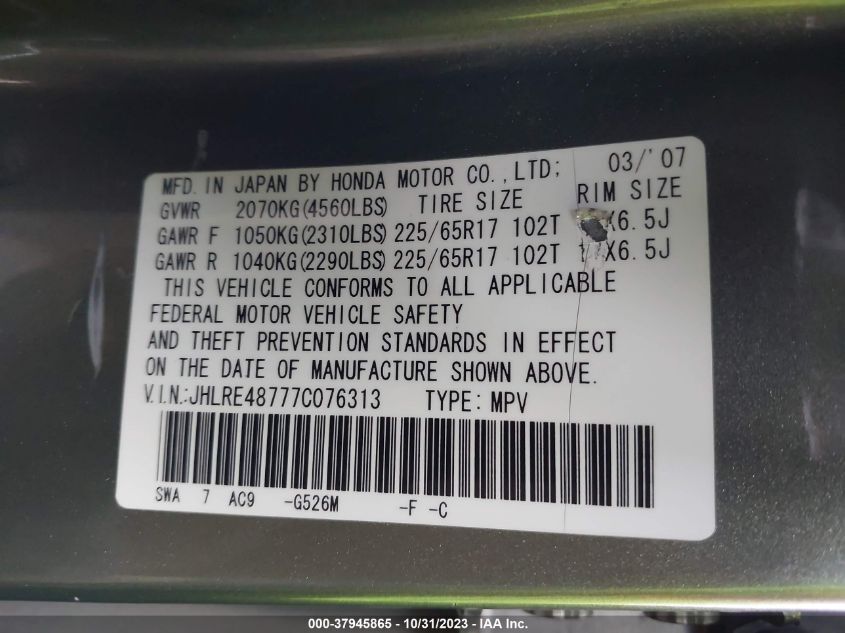 MFD. IN JAPAN BY HONDA MOTOR CO., LTD; 03/'07
GVWR 2070KG(4560LBS) TIRE SIZE RIM SIZE
GAWR F 1050KG(2310LBS) 225/65R17 102T X6.5J
GAWR R 1040KG(2290LBS) 225/65R17 102T X6.5J
THIS VEHICLE CONFORMS TO ALL APPLICABLE
FEDERAL MOTOR VEHICLE SAFETY
AND THEFT PREVENTION STANDARDS IN EFFECT
ON THE DATE OF MANUFACTURE SHOWN ABOVE.
V.I.N.:JHLRE48777C076313 TYPE: MPV
SWA 7 AC9 -G526M -F -C
000-37945865 - 10/31/2023 - IAA Inc.